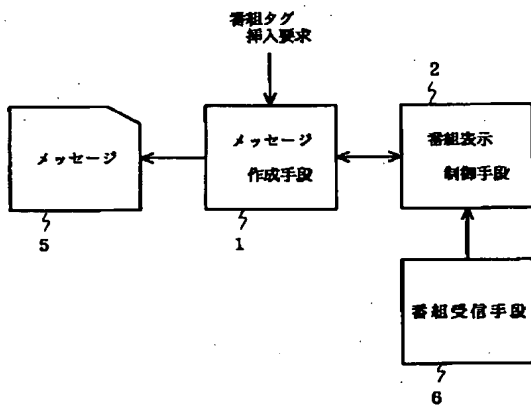 番組タグ
挿入要求
メッセージ
5
メッセージ
作成手段
1
2
番組表示
制御手段
番組受信手段
6